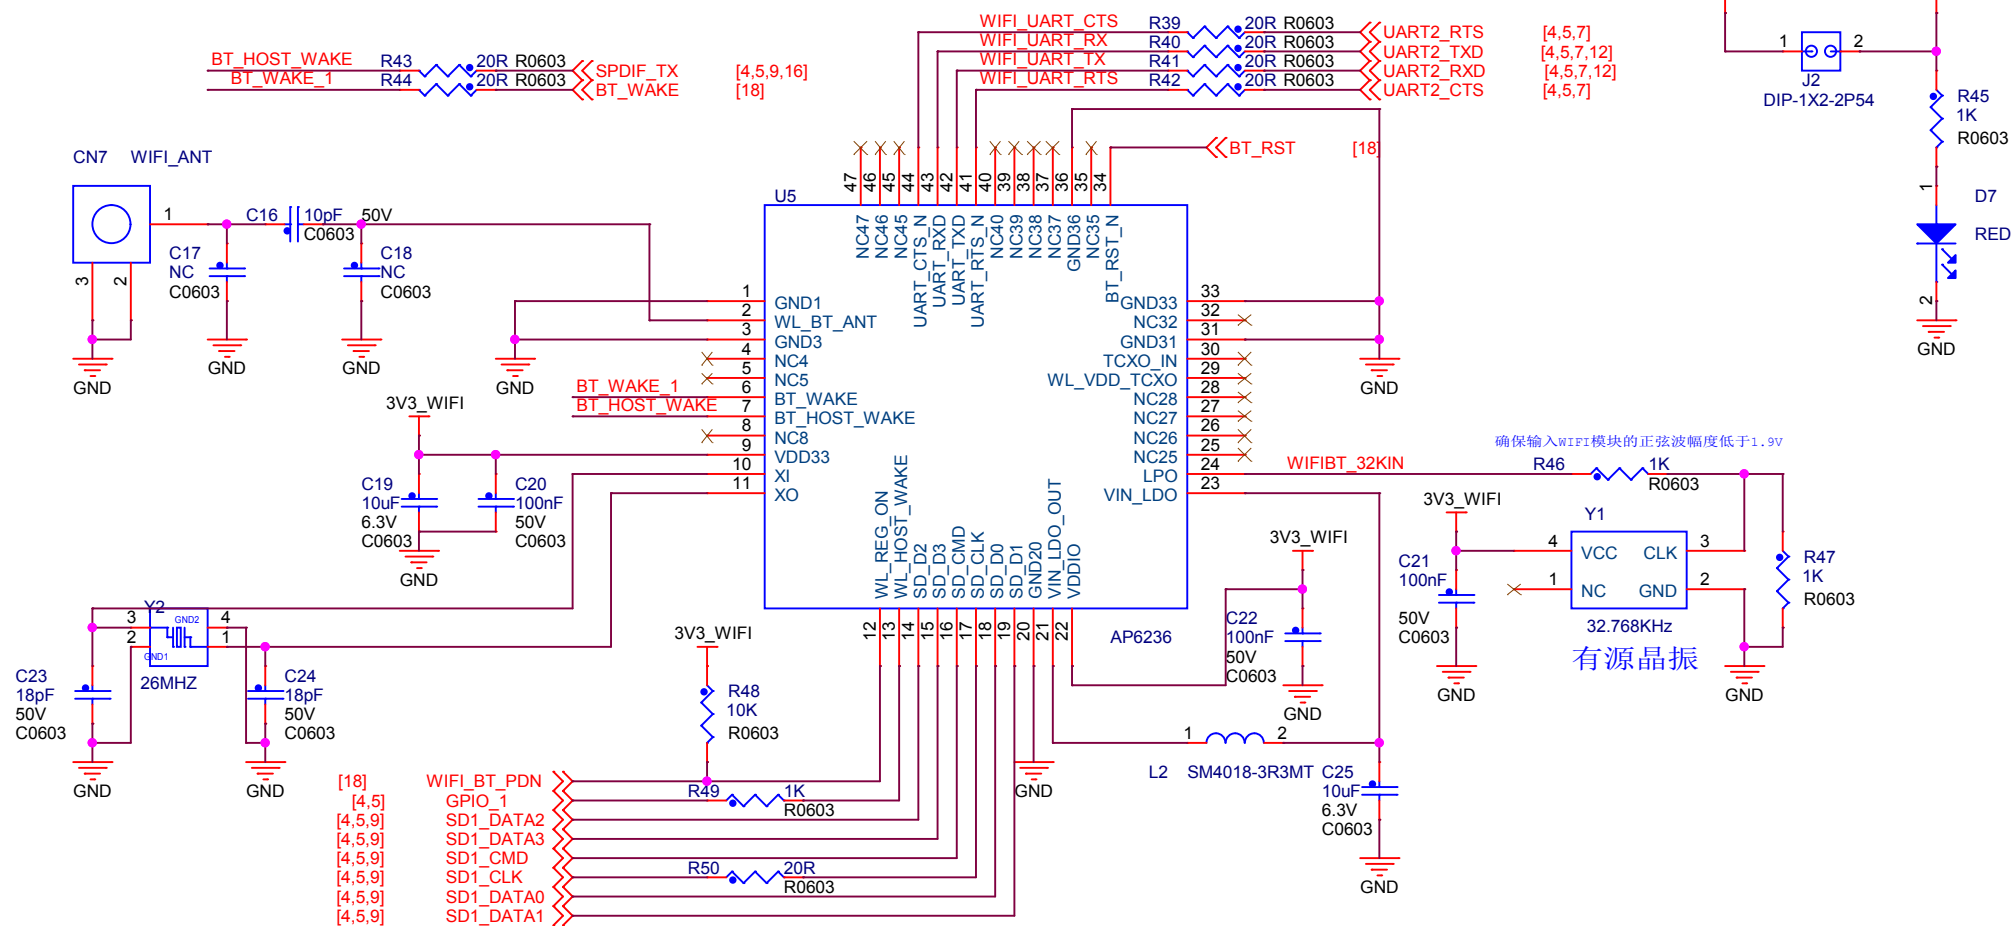 WIFI_UART_CTS R39 20R R0603 UART2_RTS [4,5,7]
WIFI_UART_RX R40 20R R0603 UART2_TXD [4,5,7,12]
WIFI_UART_TX R41 20R R0603 UART2_RXD [4,5,7,12]
WIFI_UART_RTS R42 20R R0603 UART2_CTS [4,5,7]
BT_HOST_WAKE R43 20R R0603 SPDIF_TX [4,5,9,16]
BT_WAKE_1 R44 20R R0603 BT_WAKE [18]
1 2
J2
DIP-1X2-2P54
R45
1K
R0603
1
D7
RED
2
GND
BT_RST [18]
CN7 WIFI_ANT
1
3 2
GND
C16 10pF 50V
C0603
C17
NC
C0603
GND
C18
NC
C0603
GND
U5
47 46 45 44 43 42 41 40 39 38 37 36 35 34
NC47
NC46
NC45
UART_CTS_N
UART_RXD
UART_TXD
UART_RTS_N
NC40
NC39
NC38
NC37
GND36
NC35
BT_RST_N
1 GND1
2 WL_BT_ANT
3 GND3
4 NC4
5 NC5
6 BT_WAKE
7 BT_HOST_WAKE
8 NC8
9 VDD33
10 XI
11 XO
GND
BT_WAKE_1
BT_HOST_WAKE
GND33 33
NC32 32
GND31 31
TCXO_IN 30
WL_VDD_TCXO 29
NC28 28
NC27 27
NC26 26
NC25 25
LPO 24
VIN_LDO 23
GND
WL_REG_ON
WL_HOST_WAKE
SD_D2
SD_D3
SD_CMD
SD_CLK
SD_D0
SD_D1
GND20
VIN_LDO_OUT
VDDIO
12 13 14 15 16 17 18 19 20 21 22
AP6236
3V3_WIFI
C19
10uF
6.3V
C0603
C20
100nF
50V
C0603
GND
确保输入WIFI模块的正弦波幅度低于1.9V
WIFIBT_32KIN R46 1K
R0603
3V3_WIFI
C21
100nF
50V
C0603
GND
Y1
4 VCC CLK 3
1 NC GND 2
32.768KHz
有源晶振
R47
1K
R0603
GND
3V3_WIFI
C22
100nF
50V
C0603
GND
Y2
3 GND2 4
2 GND1 1
26MHZ
C23
18pF
50V
C0603
GND
C24
18pF
50V
C0603
GND
3V3_WIFI
R48
10K
R0603
1 2
L2 SM4018-3R3MT
C25
10uF
6.3V
C0603
GND
GND
[18] WIFI_BT_PDN
[4,5] GPIO_1 R49 1K
R0603
[4,5,9] SD1_DATA2
[4,5,9] SD1_DATA3
[4,5,9] SD1_CMD
[4,5,9] SD1_CLK R50 20R
R0603
[4,5,9] SD1_DATA0
[4,5,9] SD1_DATA1